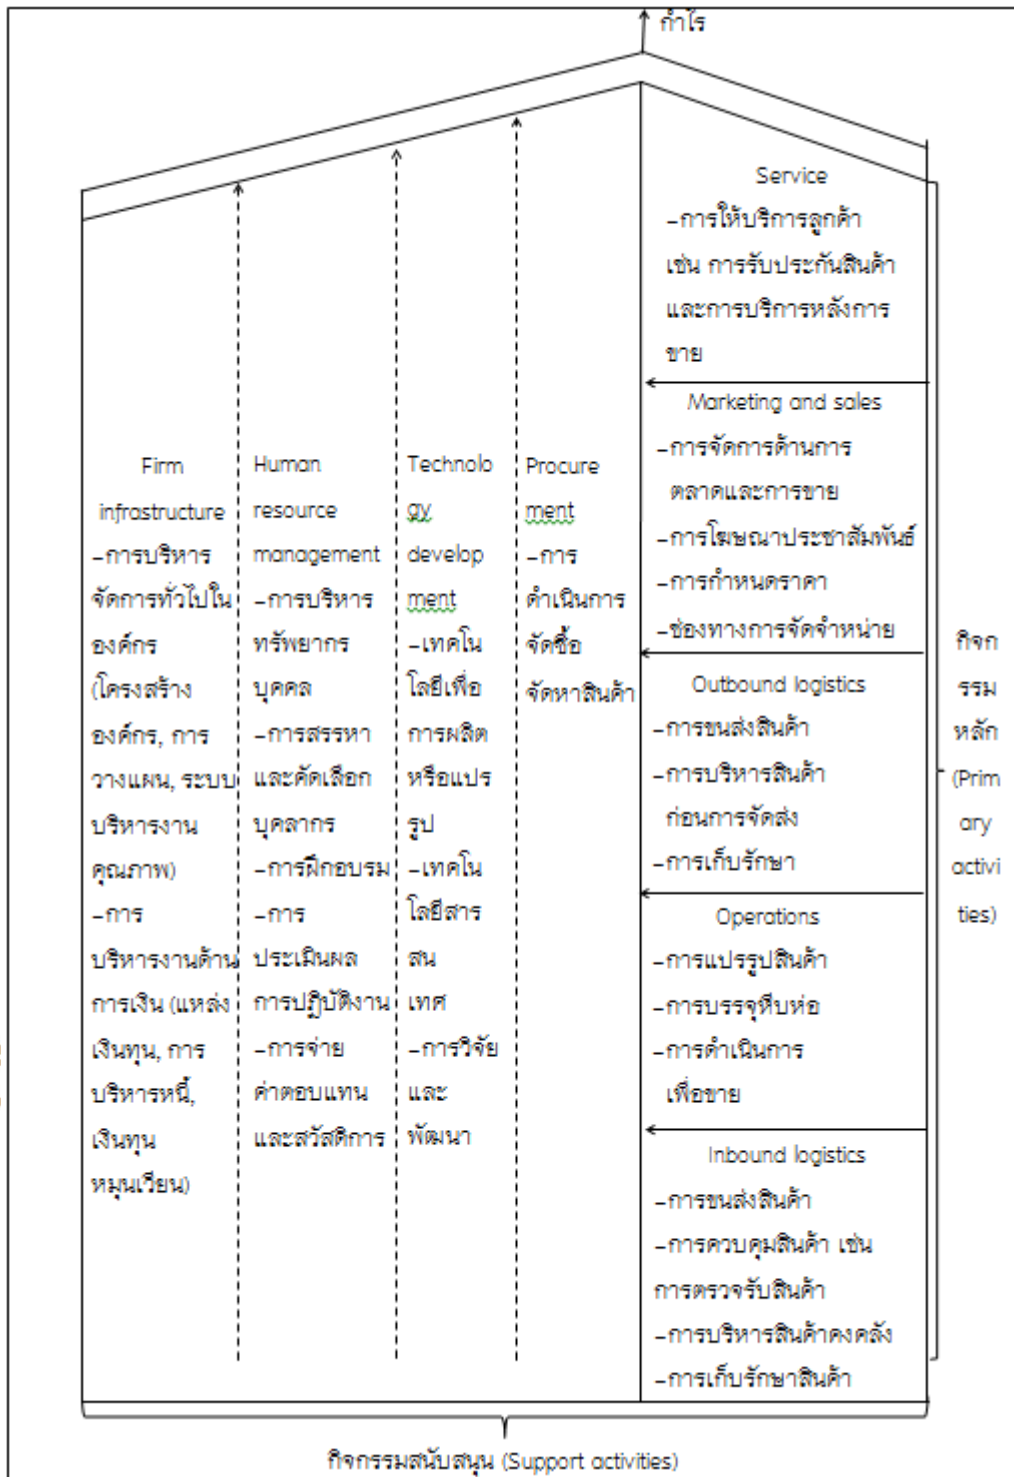 กำไร
Service
-การให้บริการลูกค้า
เช่น การรับประกันสินค้า
และการบริการหลังการ
ขาย
Marketing and sales
-การจัดการด้านการ
ตลาดและการขาย
-การโฆษณาประชาสัมพันธ์
-การกำหนดราคา
-ช่องทางการจัดจำหน่าย
Outbound logistics
-การขนส่งสินค้า
-การบริหารสินค้า
ก่อนการจัดส่ง
-การเก็บรักษา
Operations
-การแปรรูปสินค้า
-การบรรจุหีบห่อ
-การดำเนินการ
เพื่อขาย
Inbound logistics
-การขนส่งสินค้า
-การควบคุมสินค้า เช่น
การตรวจรับสินค้า
-การบริหารสินค้าคงคลัง
-การเก็บรักษาสินค้า
Firm
infrastructure
-การบริหาร
จัดการทั่วไปใน
องค์กร
(โครงสร้าง
องค์กร, การ
วางแผน, ระบบ
บริหารงาน
คุณภาพ)
-การ
บริหารงานด้าน
การเงิน (แหล่ง
เงินทุน, การ
บริหารหนี้,
เงินทุน
หมุนเวียน)
Human
resource
management
-การบริหาร
ทรัพยากร
บุคคล
-การสรรหา
และคัดเลือก
บุคลากร
-การฝึกอบรม
-การ
ประเมินผล
การปฏิบัติงาน
-การจ่าย
ค่าตอบแทน
และสวัสดิการ
Technolo
gy
develop
ment
-เทคโน
โลยีเพื่อ
การผลิต
หรือแปร
รูป
-เทคโน
โลยีสาร
สน
เทศ
-การวิจัย
และ
พัฒนา
Procure
ment
-การ
ดำเนินการ
จัดซื้อ
จัดหาสินค้า
กิจก
รรม
หลัก
(Prim
ary
activi
ties)
กิจกรรมสนับสนุน (Support activities)